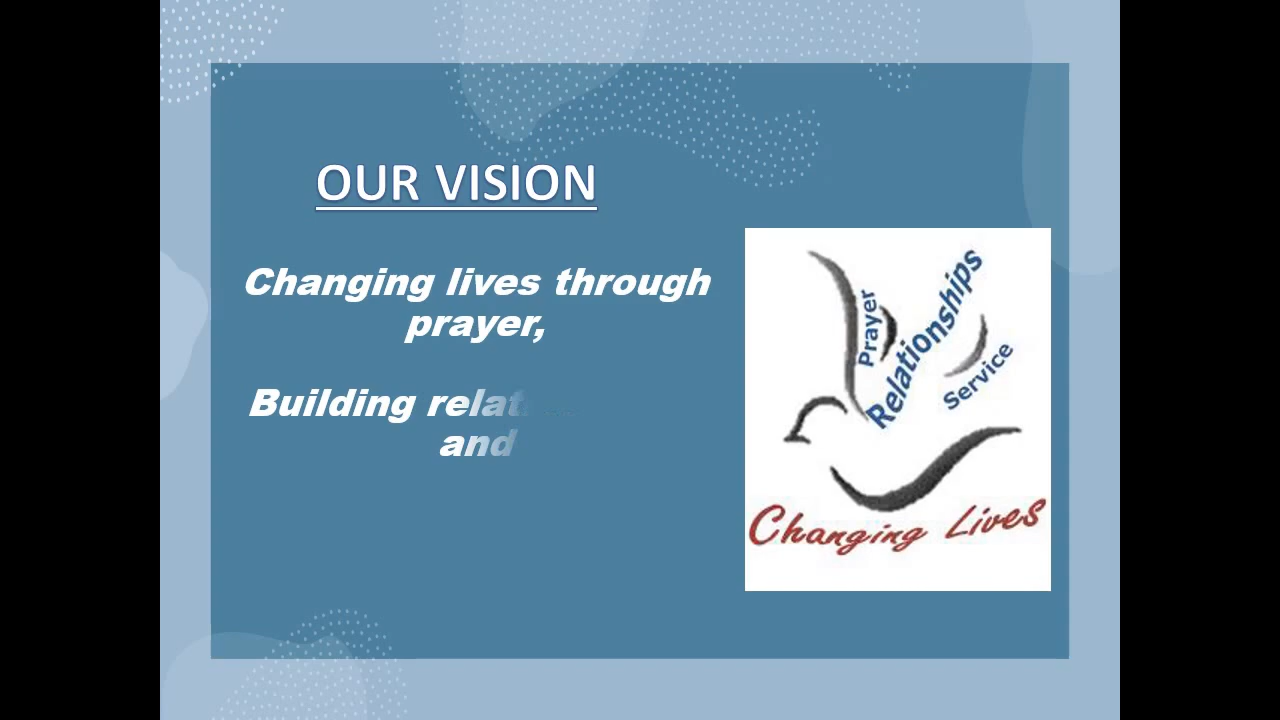 OUR VISION
Changing lives through
prayer,
Building
and
Prayer
Relationships
Service
Changing Lives